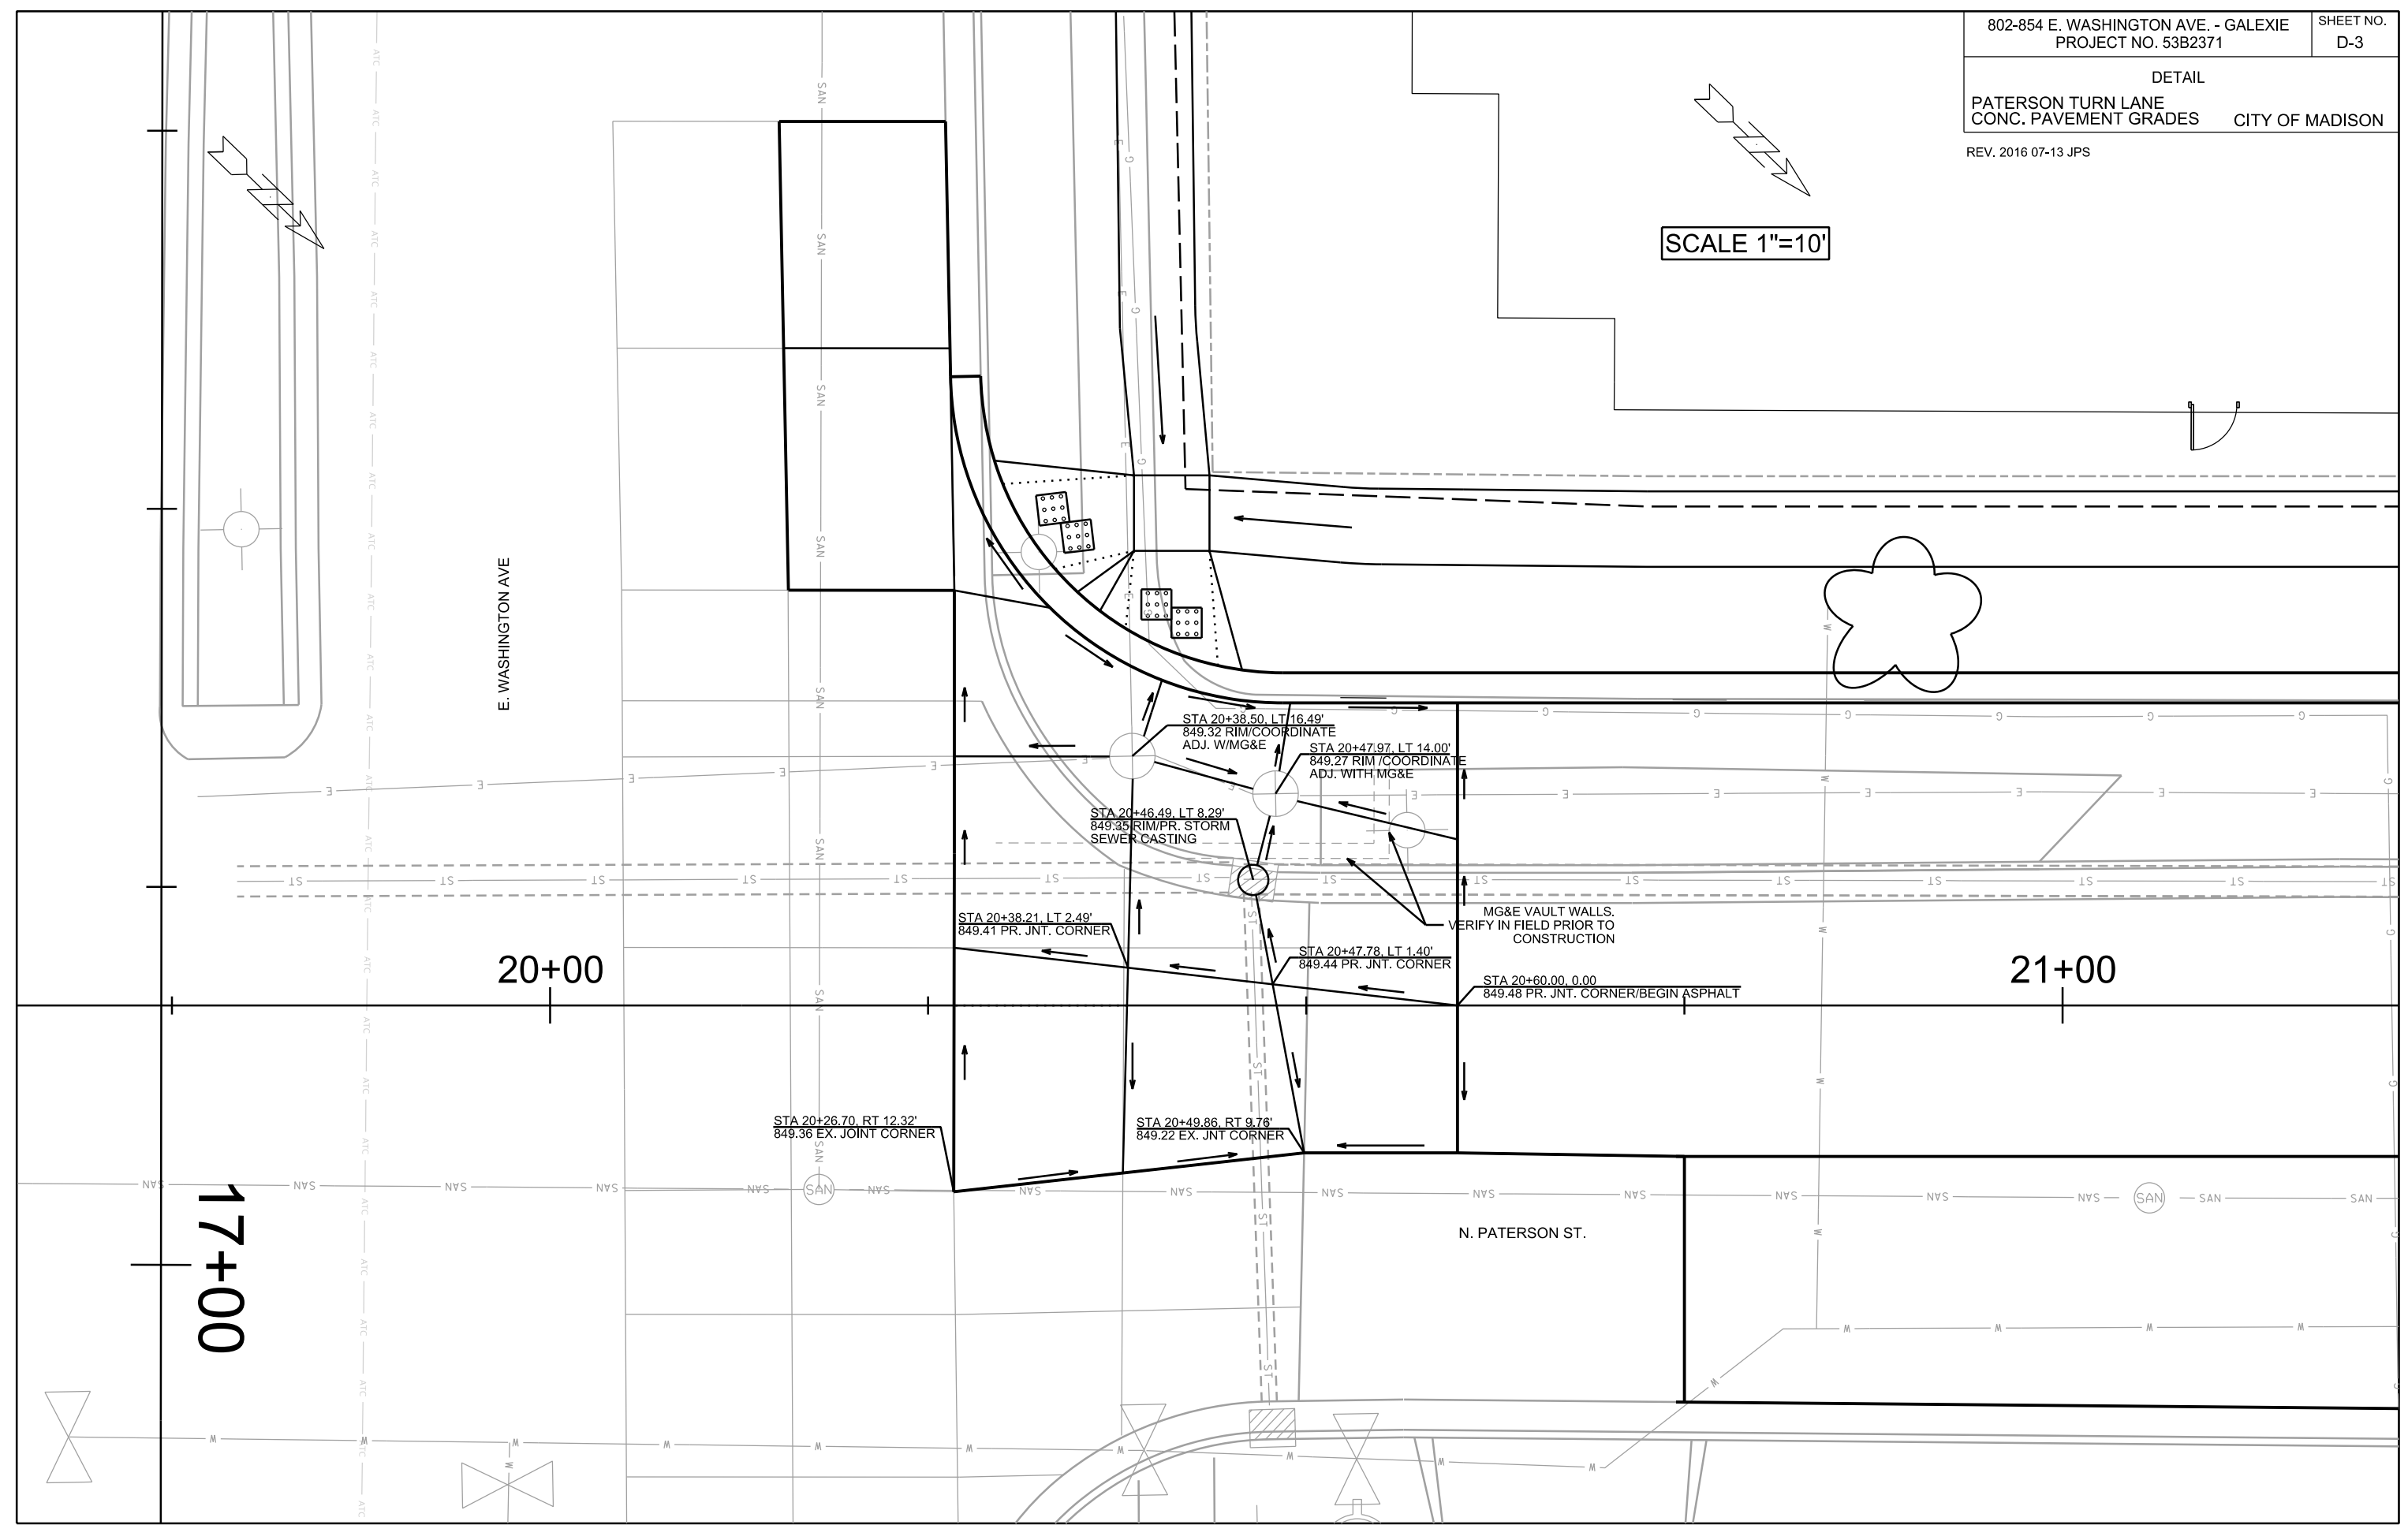 802-854 E. WASHINGTON AVE. - GALEXIE
PROJECT NO. 53B2371
SHEET NO.
D-3
DETAIL
PATERSON TURN LANE
CONC. PAVEMENT GRADES
CITY OF MADISON
REV. 2016 07-13 JPS
SCALE 1"=10'
E. WASHINGTON AVE
STA 20+38.50, LT 16.49'
849.32 RIM/COORDINATE
ADJ. W/MG&E
STA 20+47.97, LT 14.00'
849.27 RIM /COORDINATE
ADJ. WITH MG&E
STA 20+46.49, LT 8.29'
849.35 RIM/PR. STORM
SEWER CASTING
STA 20+38.21, LT 2.49'
849.41 PR. JNT. CORNER
MG&E VAULT WALLS.
VERIFY IN FIELD PRIOR TO
CONSTRUCTION
STA 20+47.78, LT 1.40'
849.44 PR. JNT. CORNER
STA 20+60.00, 0.00
849.48 PR. JNT. CORNER/BEGIN ASPHALT
20+00
21+00
STA 20+26.70, RT 12.32'
849.36 EX. JOINT CORNER
STA 20+49.86, RT 9.76'
849.22 EX. JNT CORNER
17+00
N. PATERSON ST.
SAN
SAN